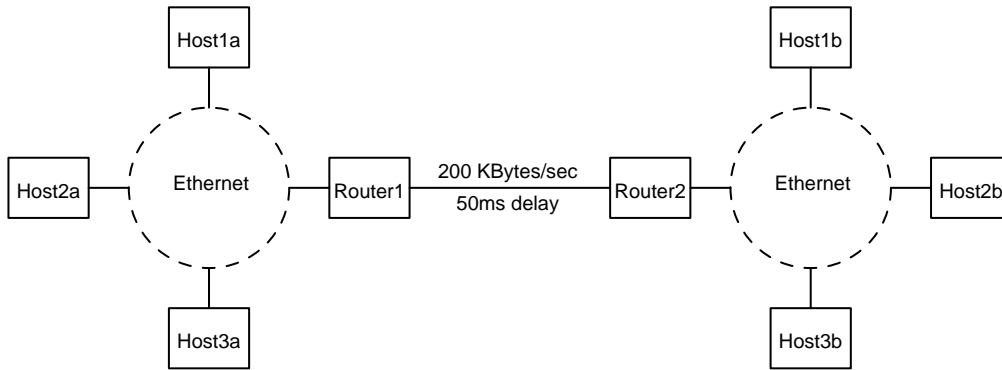 Host1a
Host1b
200 KBytes/sec
Host2a
Ethernet
Router1
50ms delay
Router2
Ethernet
Host2b
Host3a
Host3b